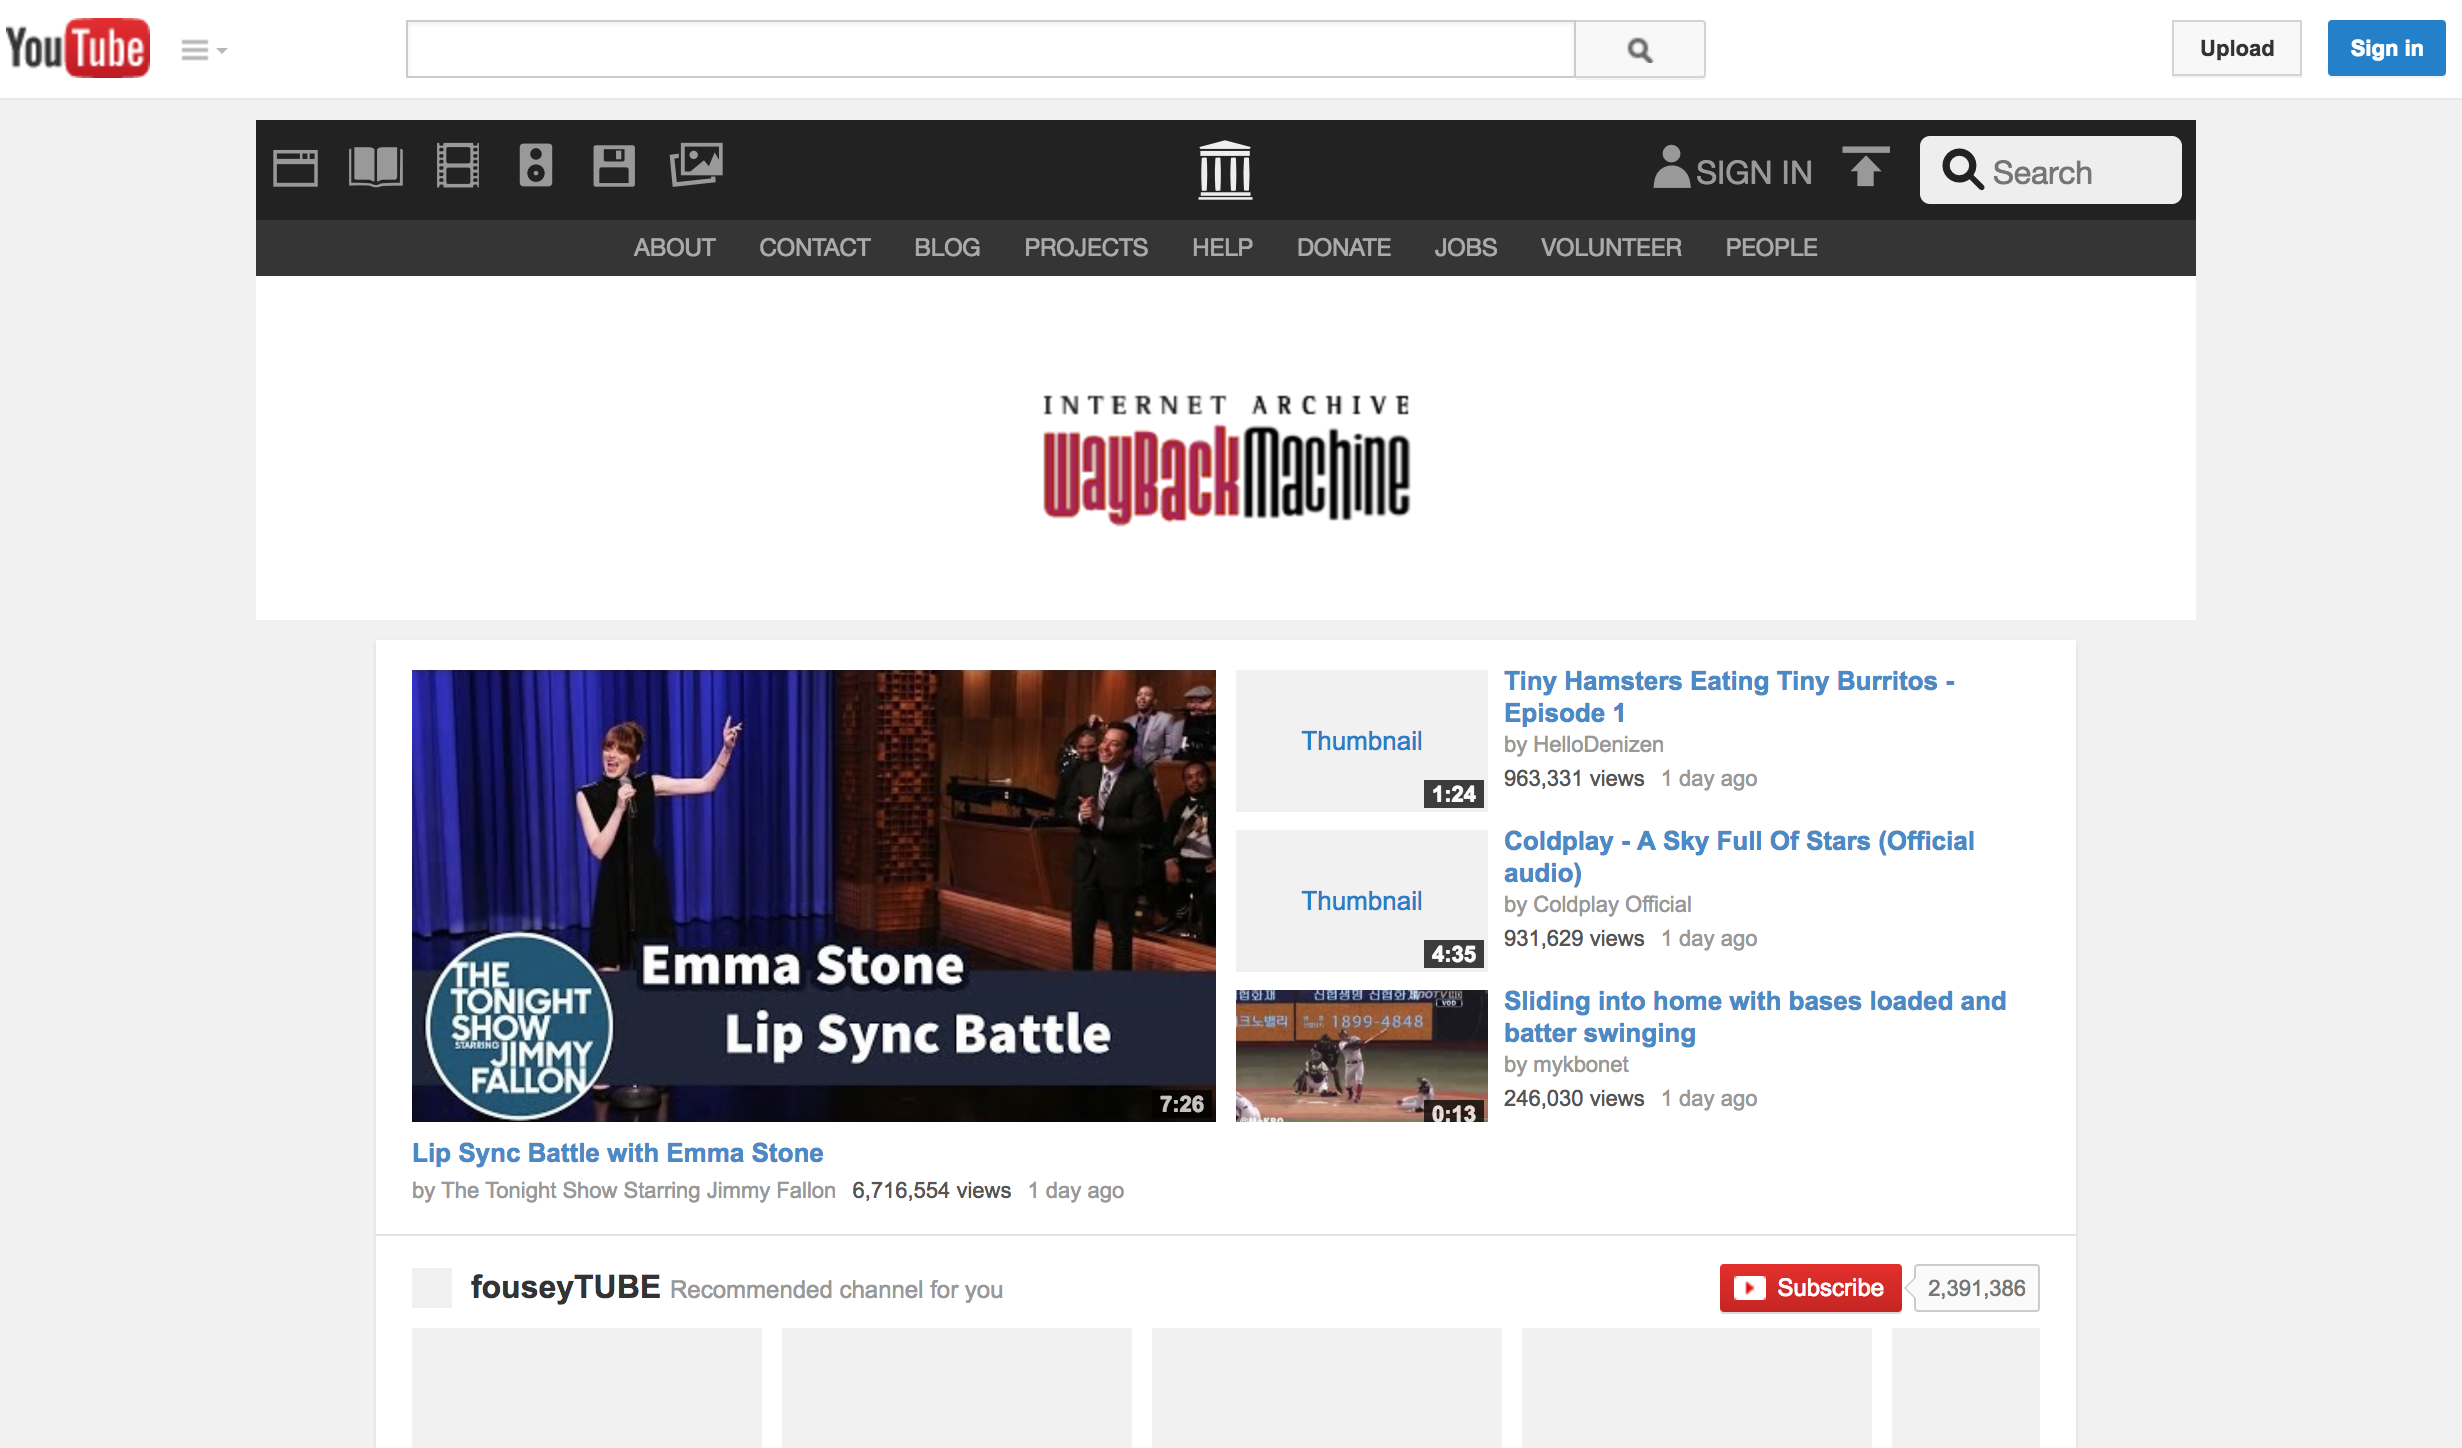 YouTube
Upload
Sign in
SIGN IN
Search
ABOUT CONTACT BLOG PROJECTS HELP DONATE JOBS VOLUNTEER PEOPLE
INTERNET ARCHIVE
WayBackMachine
THE
TONIGHT
SHOW
STARRING
JIMMY
FALLON
Emma Stone
Lip Sync Battle
7:26
Lip Sync Battle with Emma Stone
by The Tonight Show Starring Jimmy Fallon 6,716,554 views 1 day ago
Thumbnail
1:24
Tiny Hamsters Eating Tiny Burritos -
Episode 1
by HelloDenizen
963,331 views 1 day ago
Thumbnail
4:35
Coldplay - A Sky Full Of Stars (Official
audio)
by Coldplay Official
931,629 views 1 day ago
1899-4848
0:13
Sliding into home with bases loaded and
batter swinging
by mykbonet
246,030 views 1 day ago
fouseyTUBE Recommended channel for you
Subscribe 2,391,386